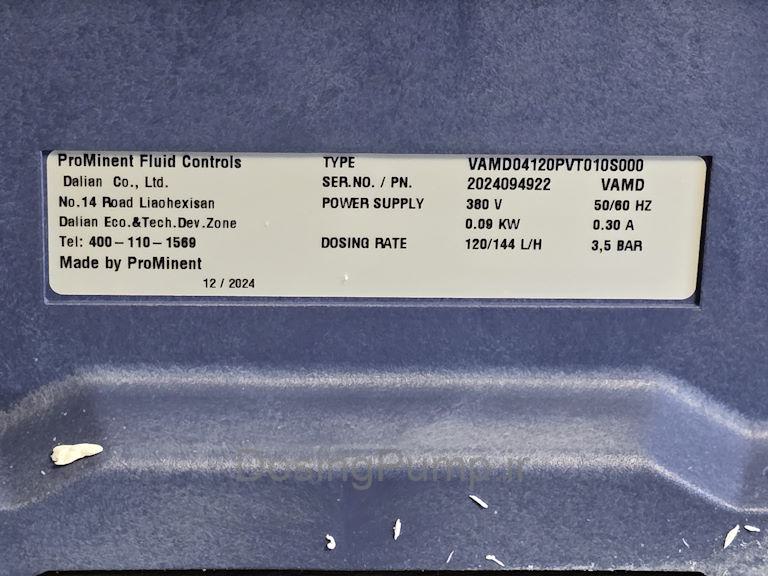 ProMinent Fluid Controls
Dalian Co., Ltd.
No.14 Road Liaohexisan
Dalian Eco.&Tech.Dev.Zone
Tel: 400-110-1569
Made by ProMinent
12 / 2024
TYPE VAMD04120PVT010S000
SER.NO. / PN. 2024094922 VAMD
POWER SUPPLY 380 V 50/60 HZ
0.09 KW 0.30 A
DOSING RATE 120/144 L/H 3,5 BAR
DosingPump.ir